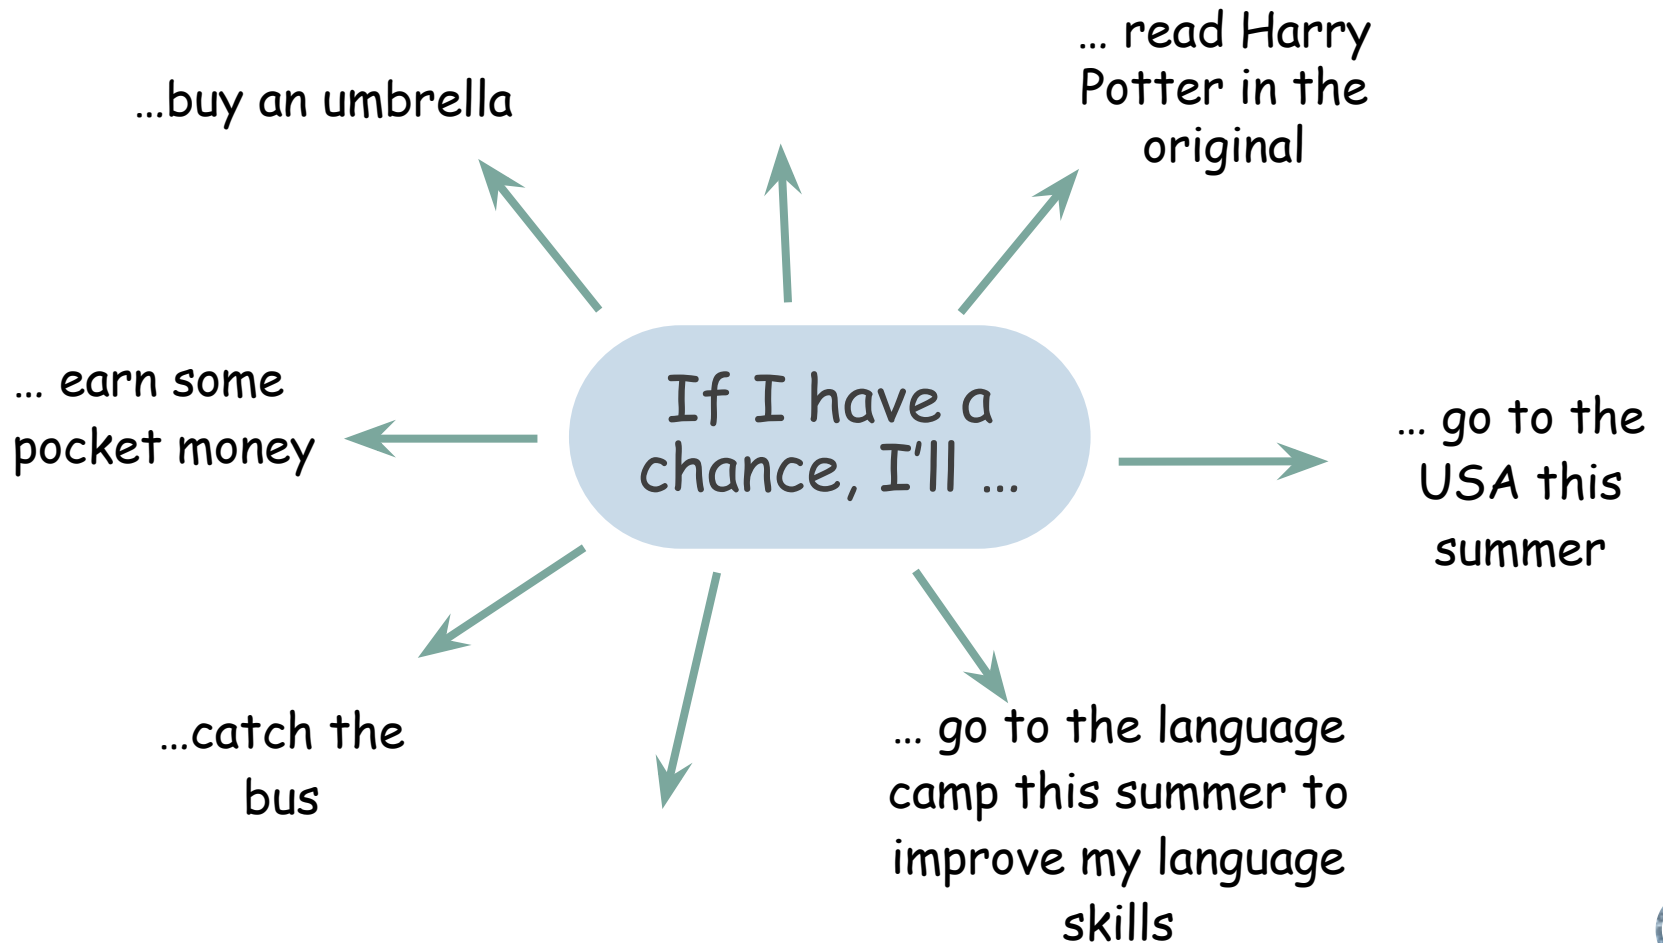 ... read Harry
Potter in the
original
...buy an umbrella
If I have a
chance, I'll ...
... earn some
pocket money
... go to the
USA this
summer
...catch the
bus
... go to the language
camp this summer to
improve my language
skills